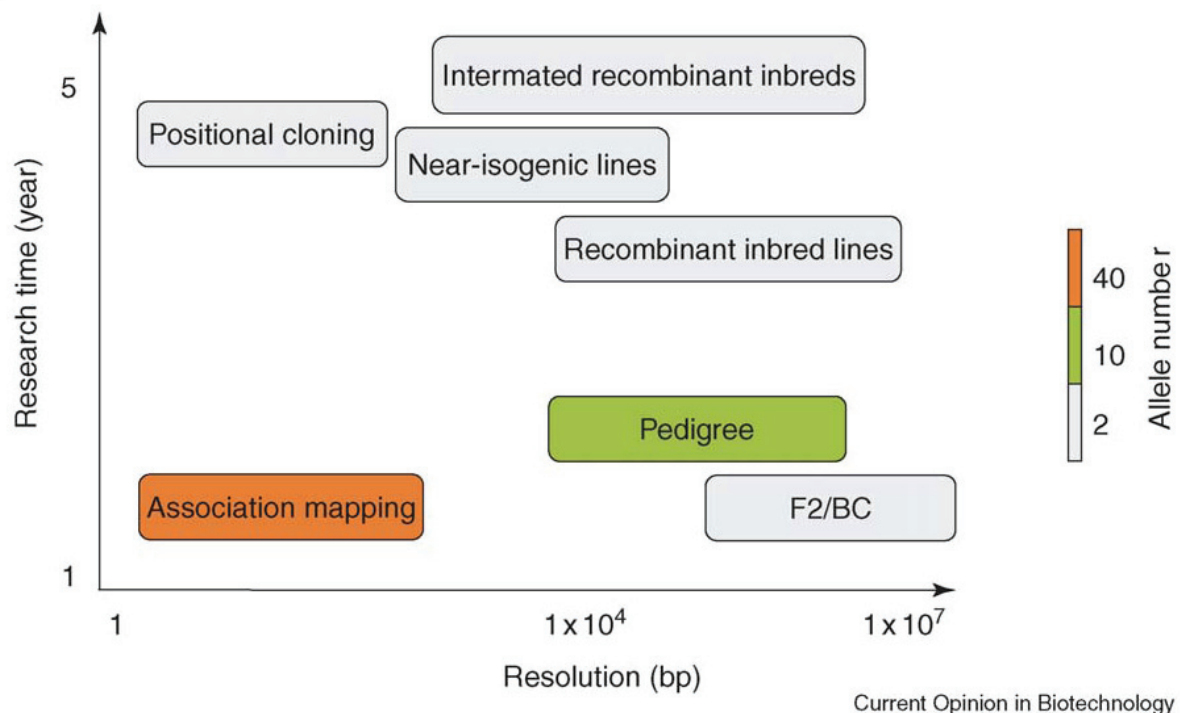 Research time (year)
5
1
Intermated recombinant inbreds
Positional cloning
Near-isogenic lines
Recombinant inbred lines
Pedigree
Association mapping
F2/BC
1
1 x 10⁴
1 x 10⁷
Resolution (bp)
40
10
2
Allele number
Current Opinion in Biotechnology